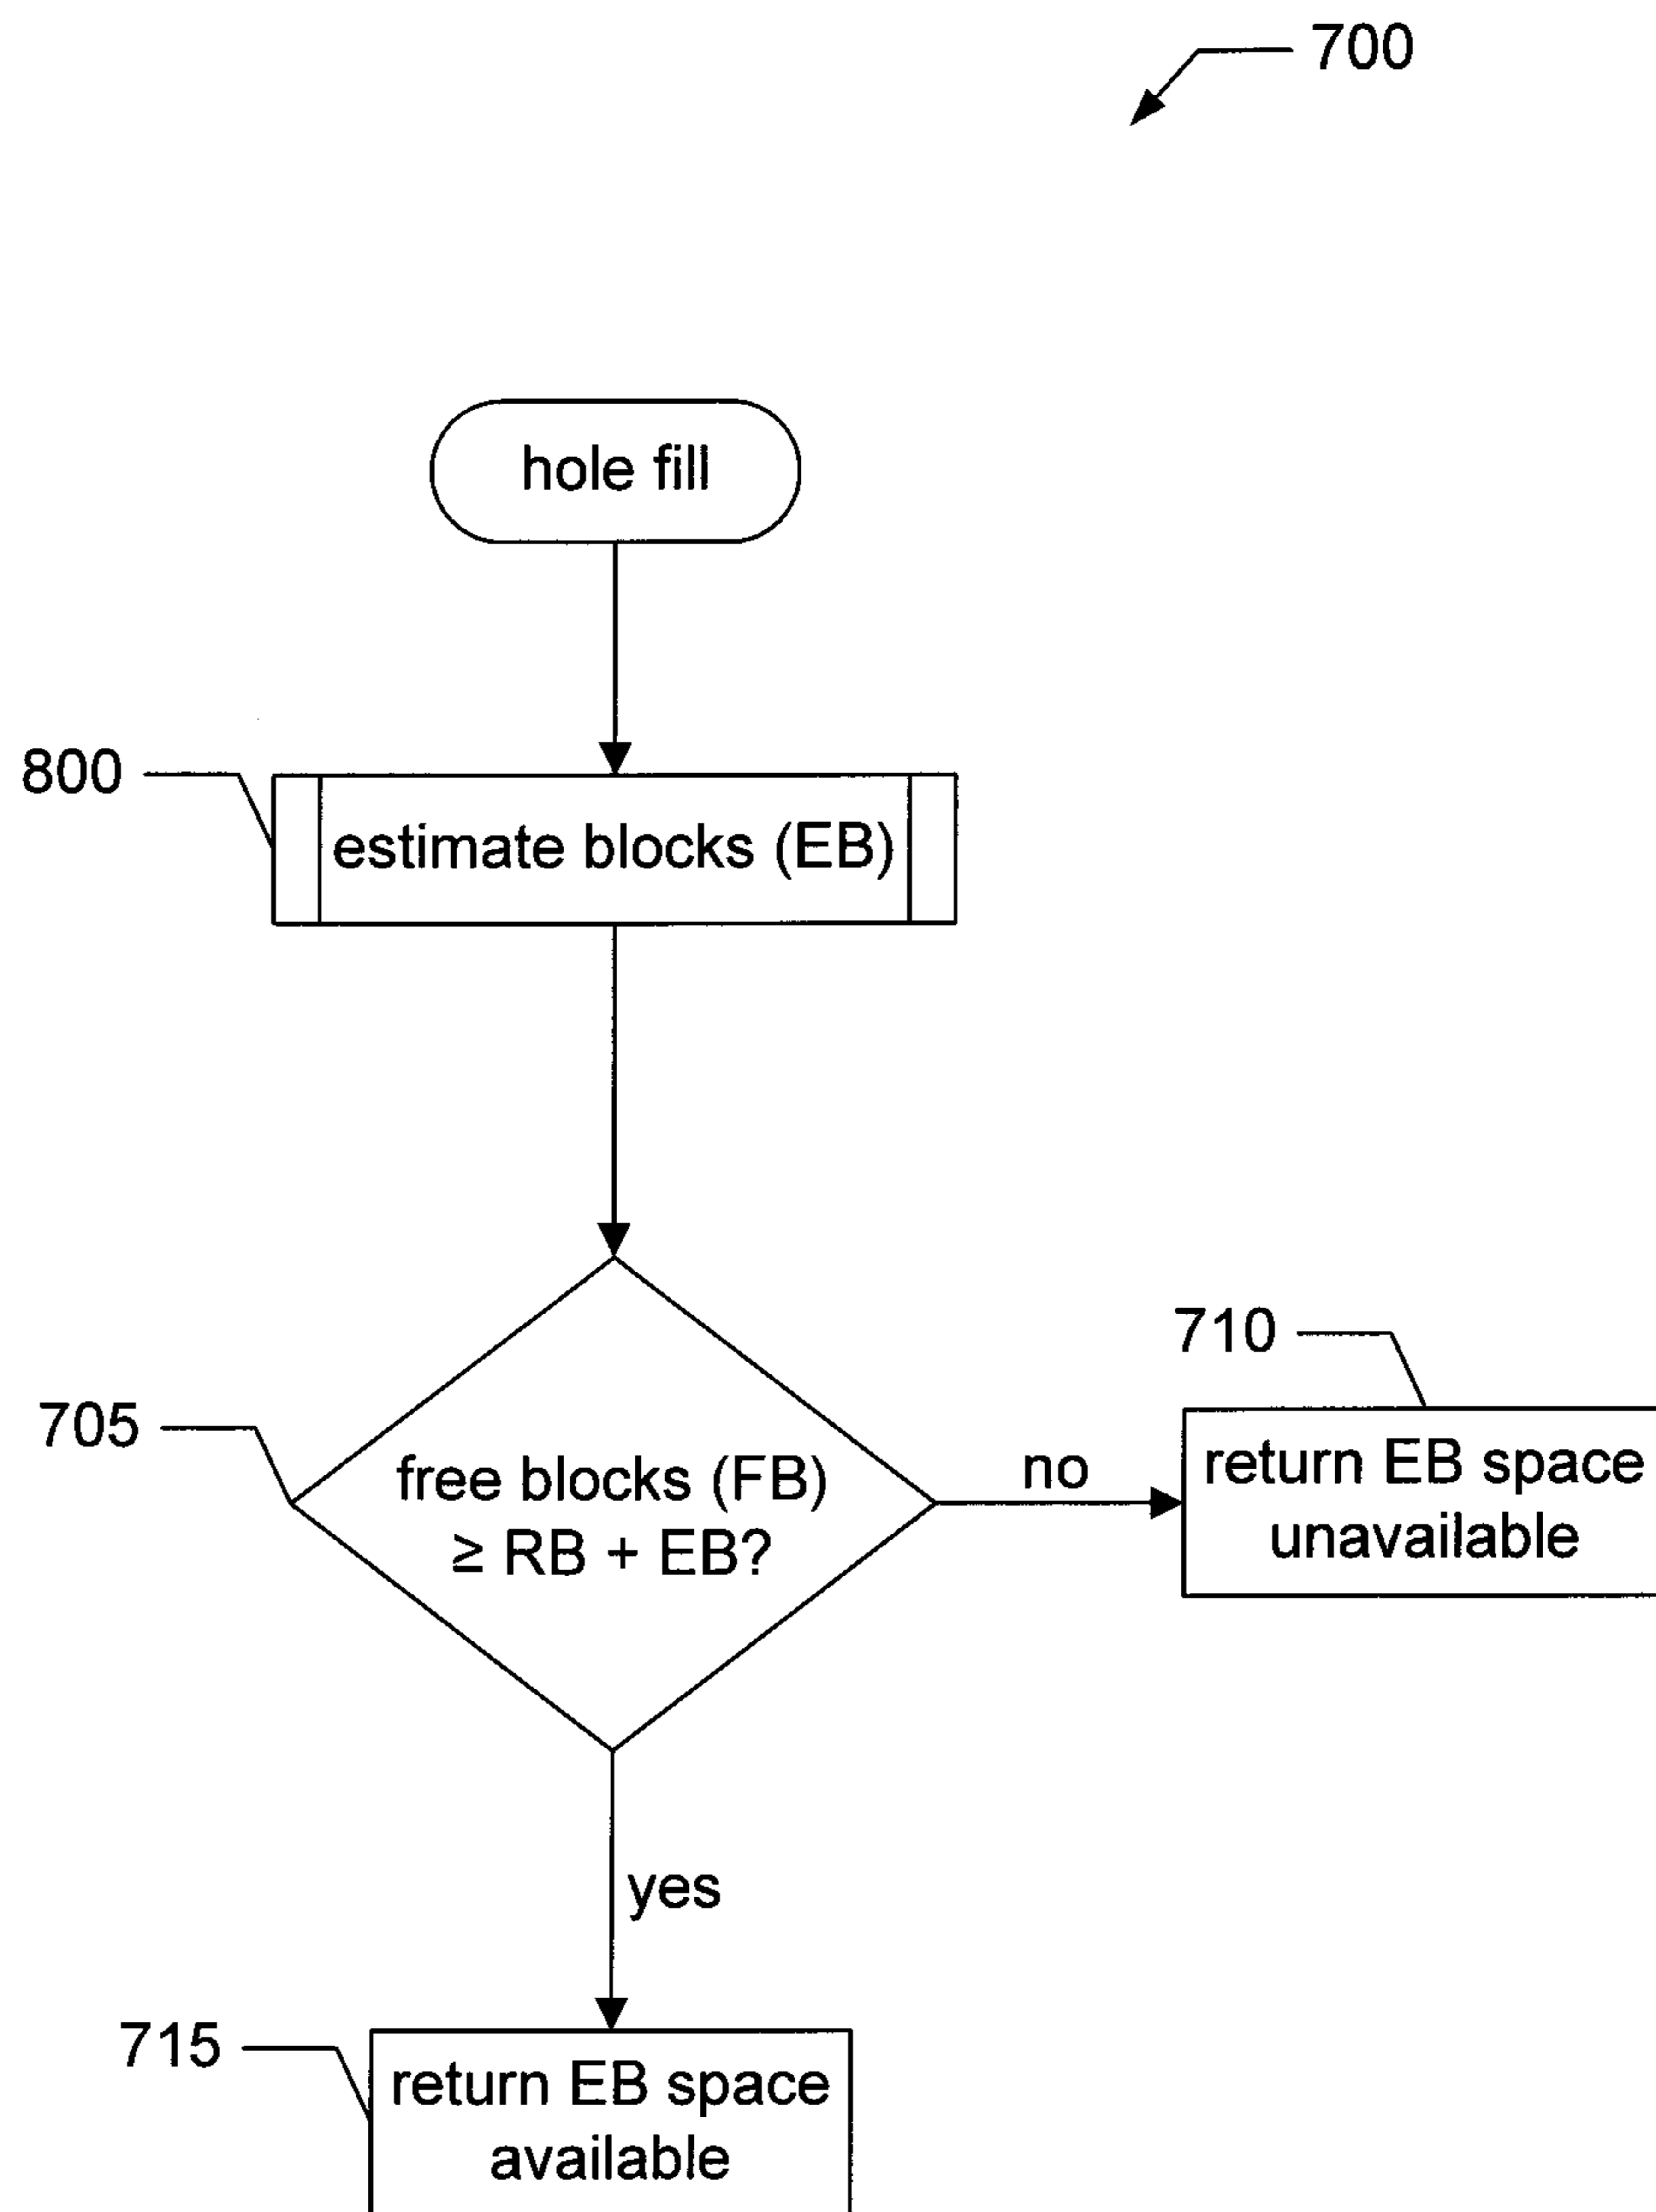 700
hole fill
800
estimate blocks (EB)
710
705
free blocks (FB)
≥ RB + EB?
no
return EB space
unavailable
yes
715
return EB space
available